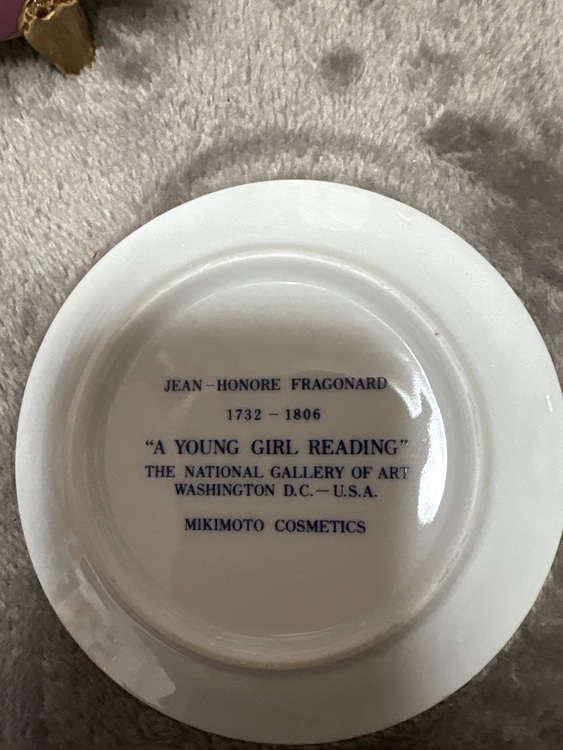 JEAN-HONORE FRAGONARD
1732 - 1806
"A YOUNG GIRL READING"
THE NATIONAL GALLERY OF ART
WASHINGTON D.C.—U.S.A.
MIKIMOTO COSMETICS